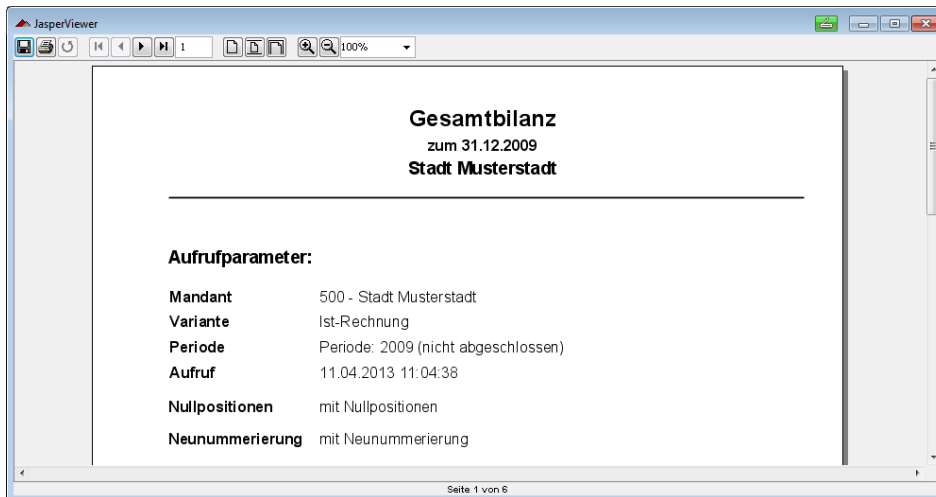 JasperViewer
1 100%
Gesamtbilanz
zum 31.12.2009
Stadt Musterstadt
Aufrufparameter:
Mandant 500 - Stadt Musterstadt
Variante Ist-Rechnung
Periode Periode: 2009 (nicht abgeschlossen)
Aufruf 11.04.2013 11:04:38
Nullpositionen mit Nullpositionen
Neunummerierung mit Neunummerierung
Seite 1 von 6